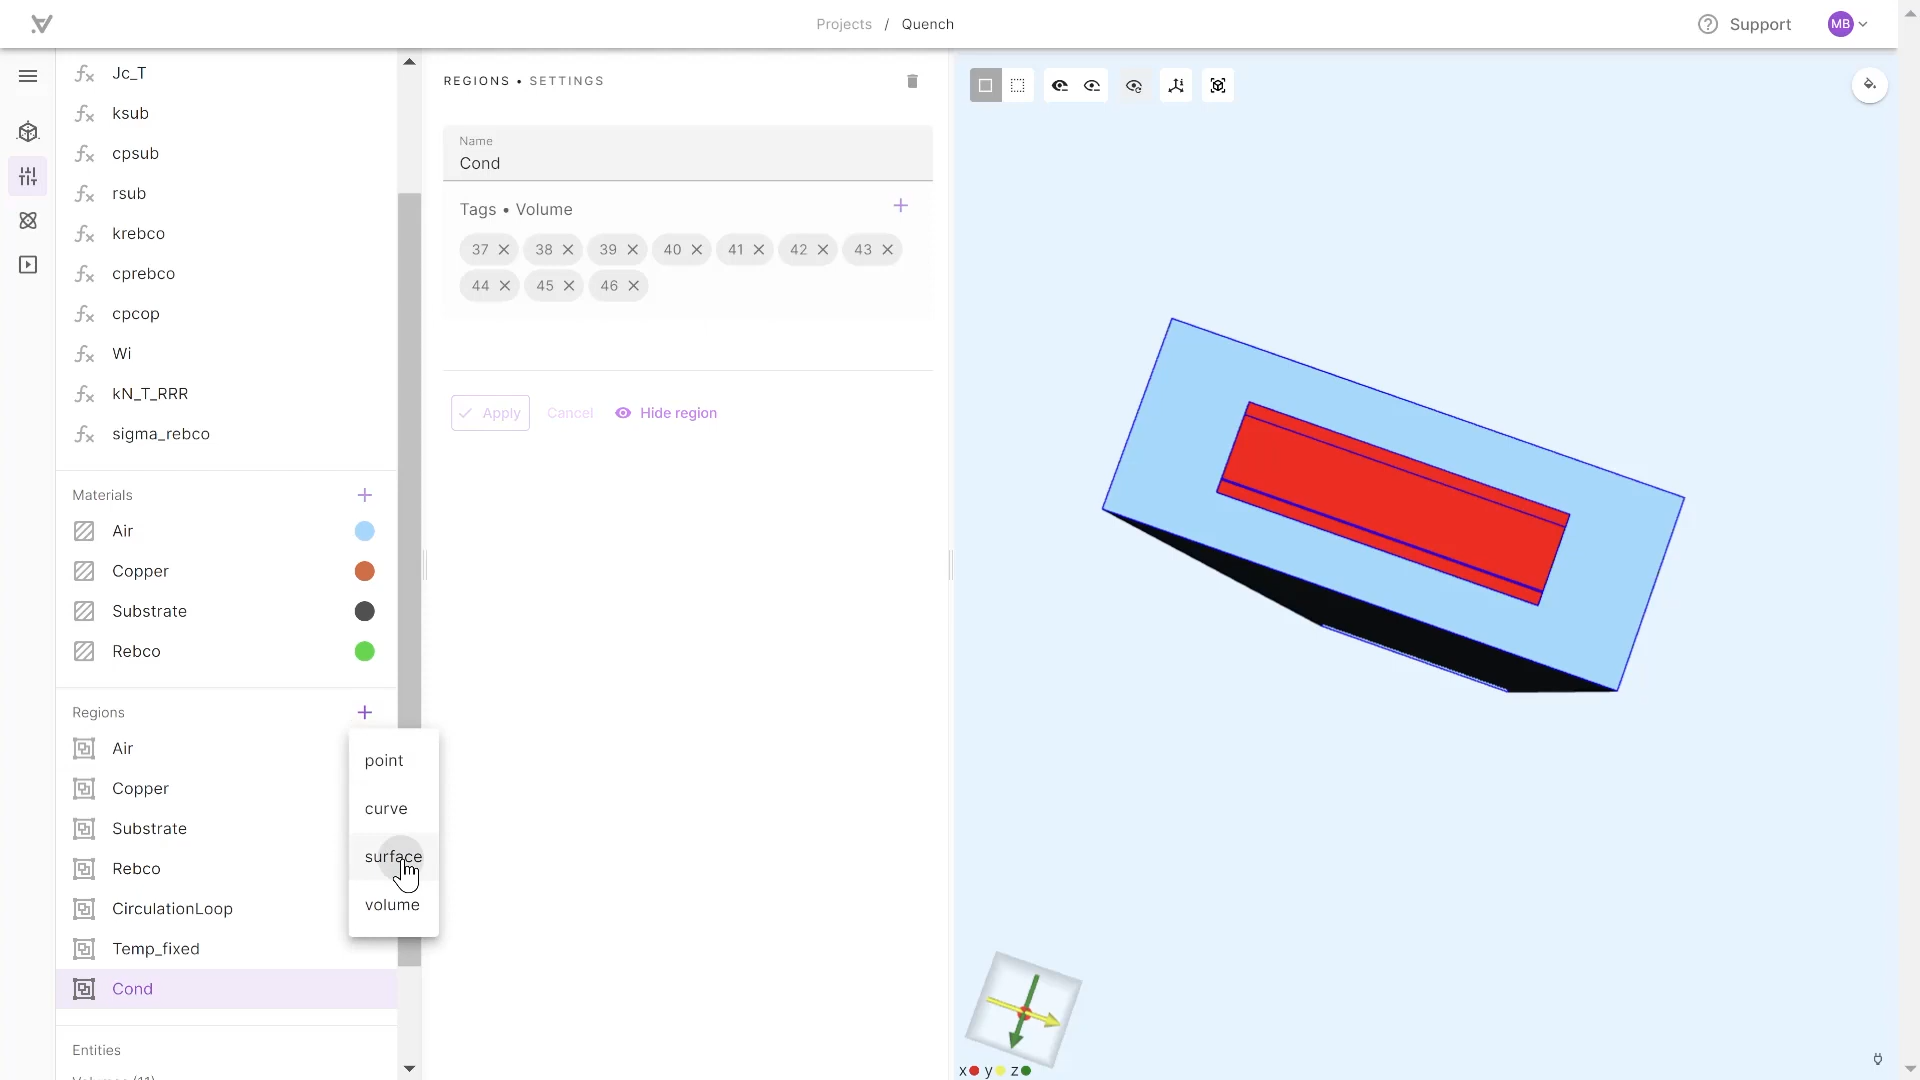 Projects / Quench
Support
MB
Jc_T
ksub
cpsub
rsub
krebco
cprebco
cpcop
Wi
kN_T_RRR
sigma_rebco
Materials
Air
Copper
Substrate
Rebco
Regions
Air
Copper
Substrate
Rebco
CirculationLoop
Temp_fixed
Cond
Entities
Volumes (11)
point
curve
surface
volume
REGIONS • SETTINGS
Name
Cond
Tags • Volume
37 38 39 40 41 42 43
44 45 46
Apply Cancel Hide region
x y z